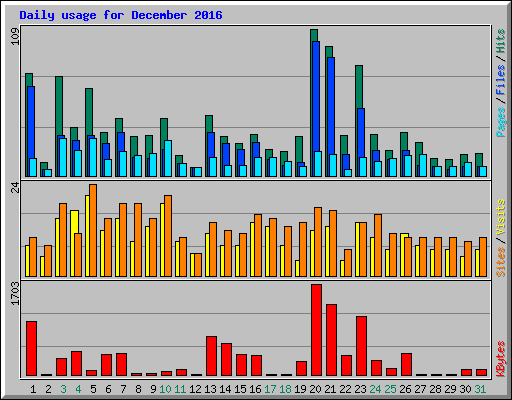 Daily usage for December 2016
109
Pages / Files / Hits
24
Sites / Visits
1703
KBytes
1 2 3 4 5 6 7 8 9 10 11 12 13 14 15 16 17 18 19 20 21 22 23 24 25 26 27 28 29 30 31